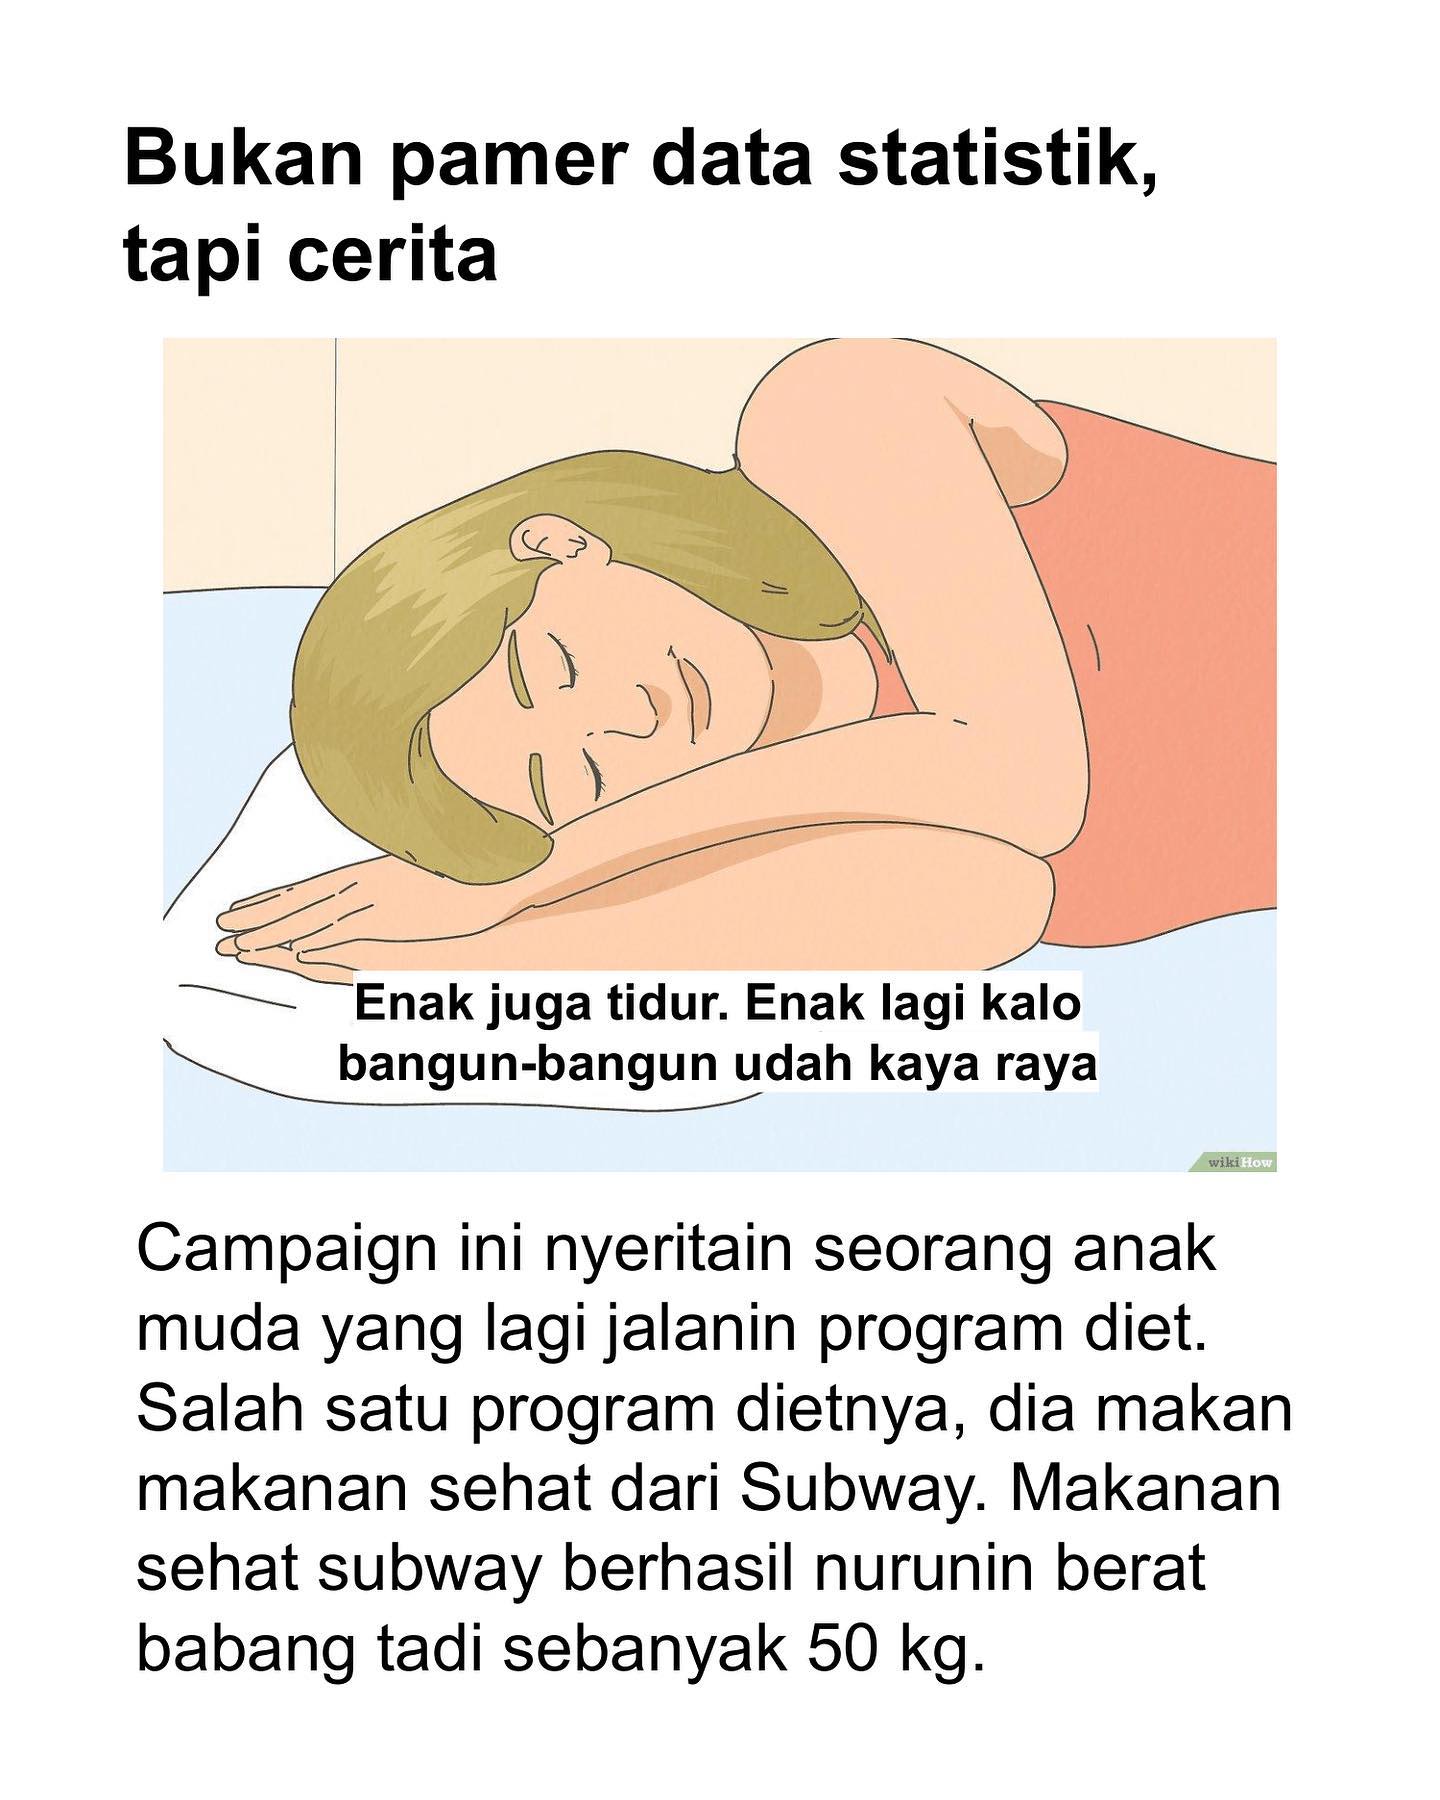 Bukan pamer data statistik,
tapi cerita
Enak juga tidur. Enak lagi kalo
bangun-bangun udah kaya raya
wikiHow
Campaign ini nyeritain seorang anak
muda yang lagi jalanin program diet.
Salah satu program dietnya, dia makan
makanan sehat dari Subway. Makanan
sehat subway berhasil nurunin berat
babang tadi sebanyak 50 kg.